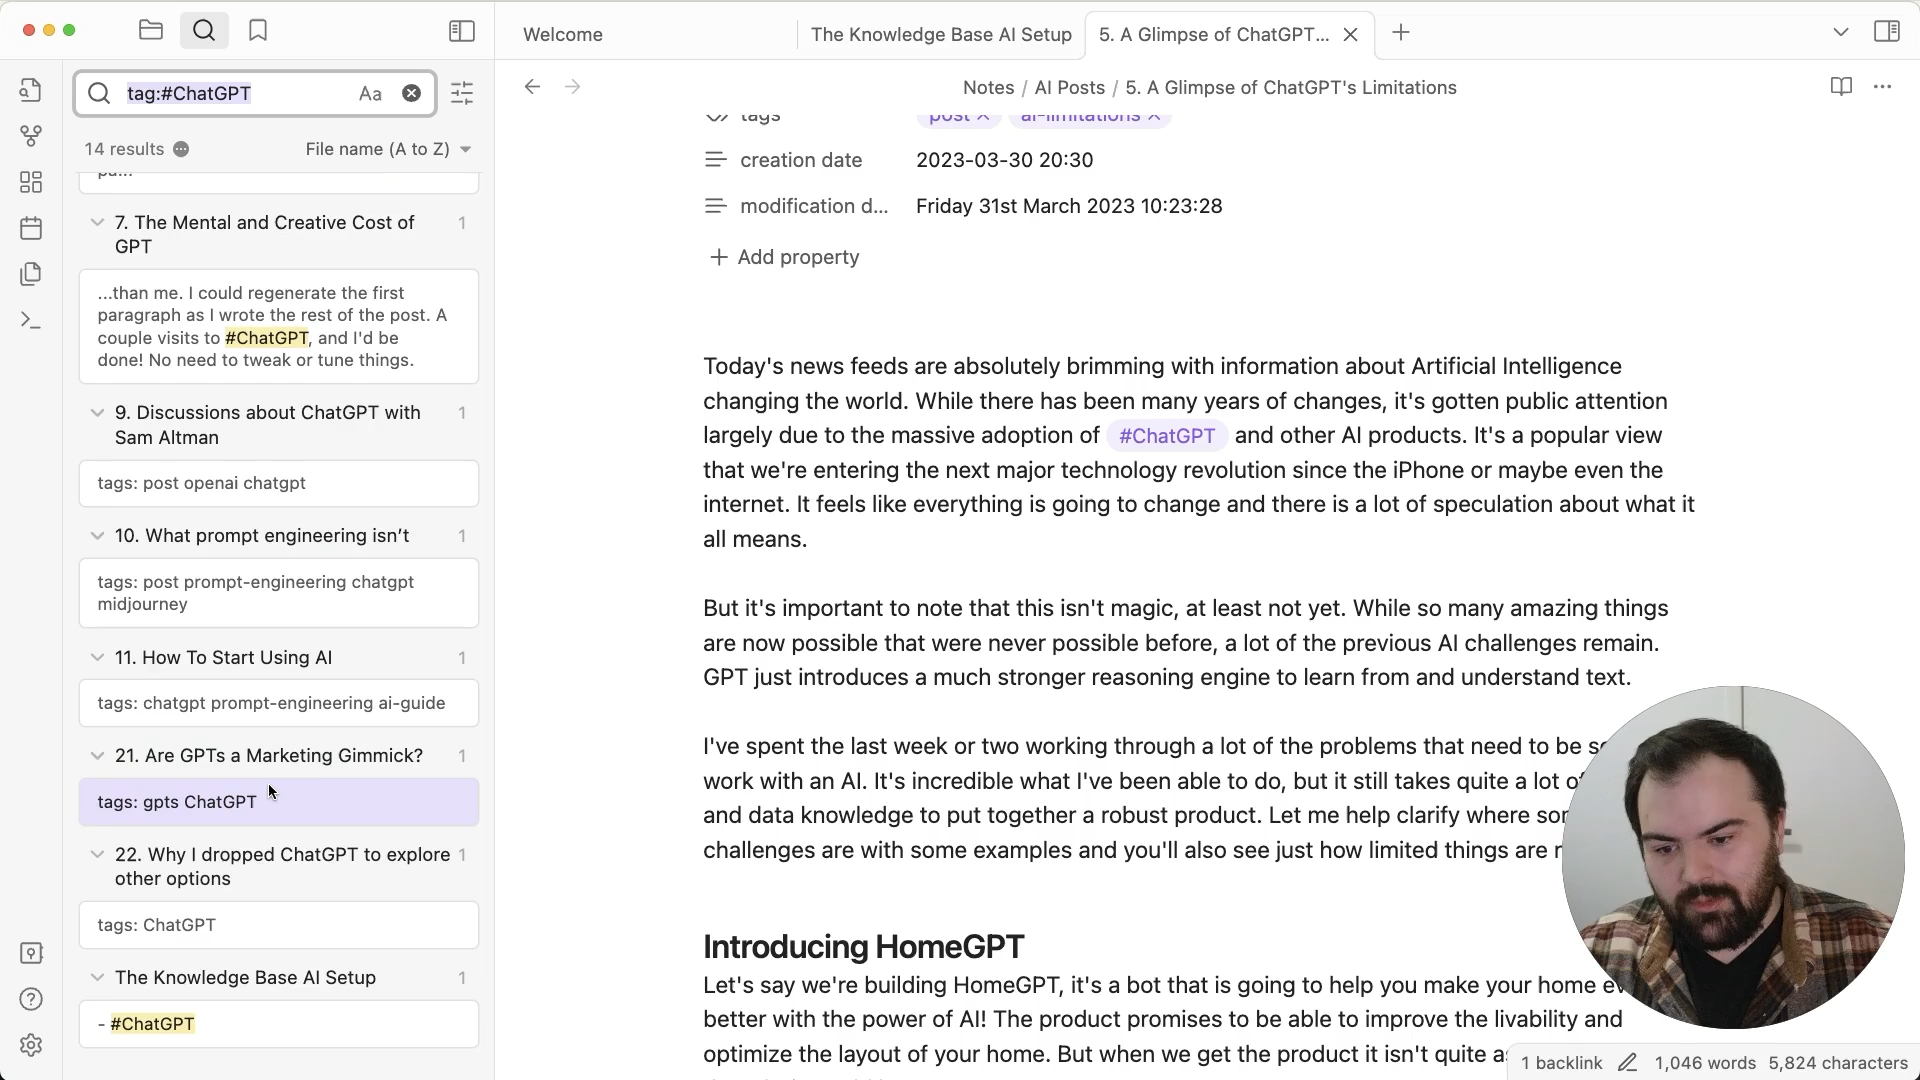 Welcome
The Knowledge Base AI Setup
5. A Glimpse of ChatGPT...
tag:#ChatGPT
Aa
14 results
File name (A to Z)
pa...
7. The Mental and Creative Cost of
GPT
1
...than me. I could regenerate the first
paragraph as I wrote the rest of the post. A
couple visits to #ChatGPT, and I'd be
done! No need to tweak or tune things.
9. Discussions about ChatGPT with
Sam Altman
1
tags: post openai chatgpt
10. What prompt engineering isn’t
1
tags: post prompt-engineering chatgpt
midjourney
11. How To Start Using AI
1
tags: chatgpt prompt-engineering ai-guide
21. Are GPTs a Marketing Gimmick?
1
tags: gpts ChatGPT
22. Why I dropped ChatGPT to explore
other options
1
tags: ChatGPT
The Knowledge Base AI Setup
1
- #ChatGPT
Notes / AI Posts / 5. A Glimpse of ChatGPT's Limitations
tags post ai-limitations
creation date 2023-03-30 20:30
modification d... Friday 31st March 2023 10:23:28
Add property
Today's news feeds are absolutely brimming with information about Artificial Intelligence
changing the world. While there has been many years of changes, it's gotten public attention
largely due to the massive adoption of #ChatGPT and other AI products. It's a popular view
that we're entering the next major technology revolution since the iPhone or maybe even the
internet. It feels like everything is going to change and there is a lot of speculation about what it
all means.
But it's important to note that this isn't magic, at least not yet. While so many amazing things
are now possible that were never possible before, a lot of the previous AI challenges remain.
GPT just introduces a much stronger reasoning engine to learn from and understand text.
I've spent the last week or two working through a lot of the problems that need to be
work with an AI. It's incredible what I've been able to do, but it still takes quite a lot
and data knowledge to put together a robust product. Let me help clarify where
challenges are with some examples and you'll also see just how limited things are
Introducing HomeGPT
Let's say we're building HomeGPT, it's a bot that is going to help you make your home
better with the power of AI! The product promises to be able to improve the livability and
optimize the layout of your home. But when we get the product it isn't quite
1 backlink
1,046 words
5,824 characters